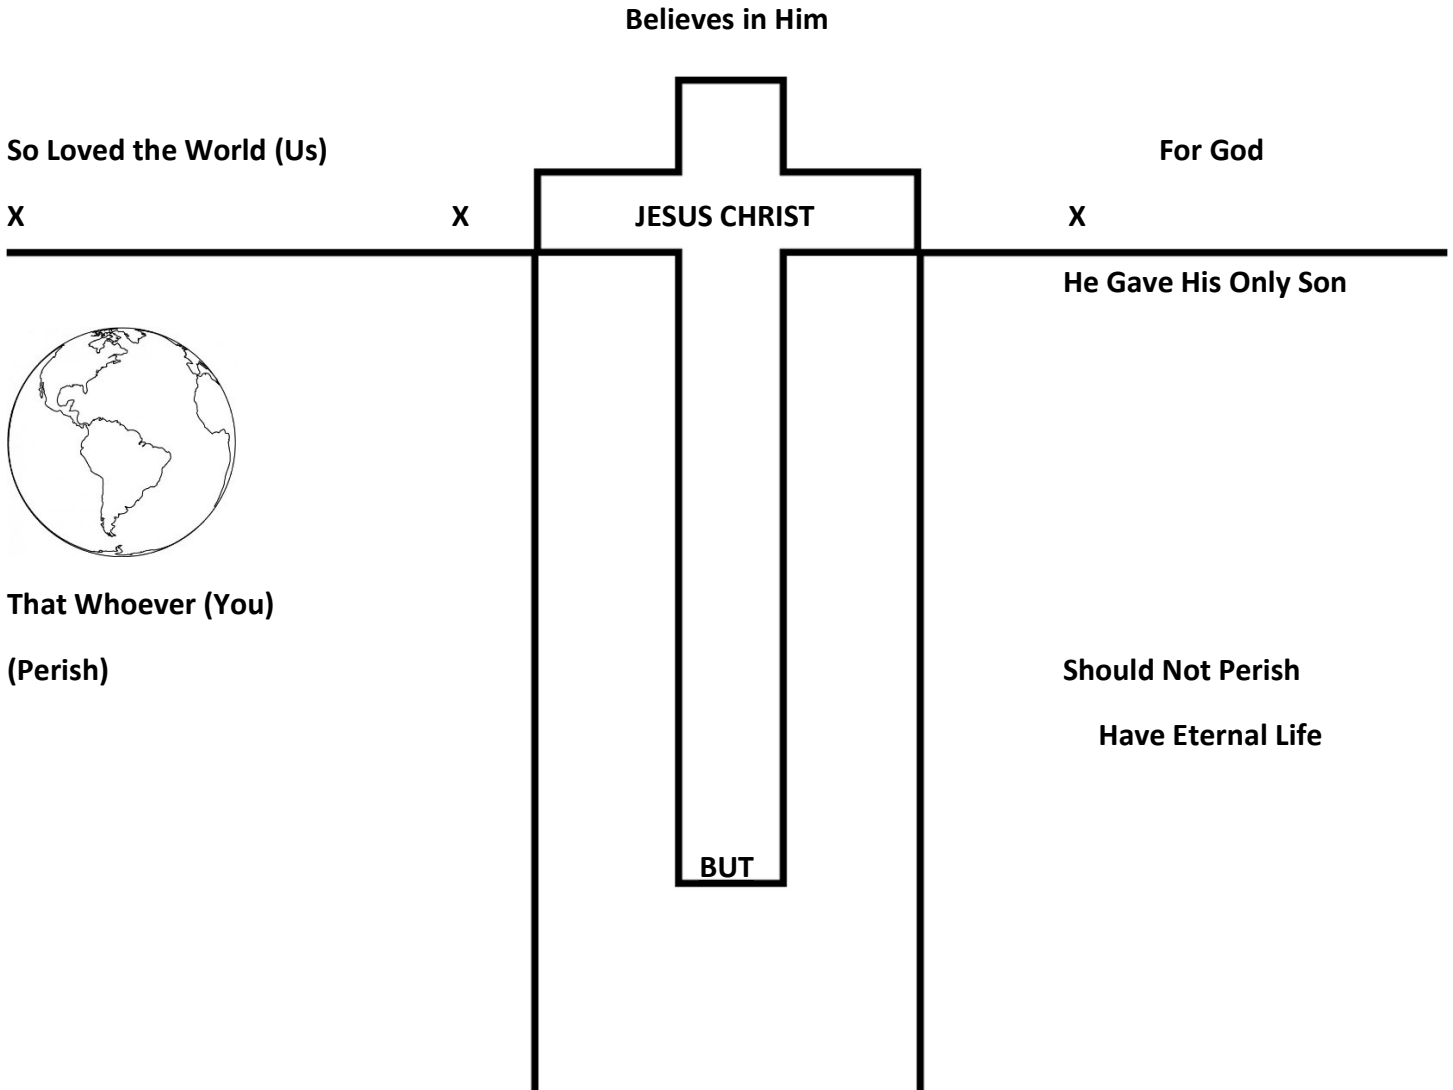 Believes in Him
So Loved the World (Us) For God
X X JESUS CHRIST X
He Gave His Only Son
That Whoever (You)
(Perish) Should Not Perish
Have Eternal Life
BUT